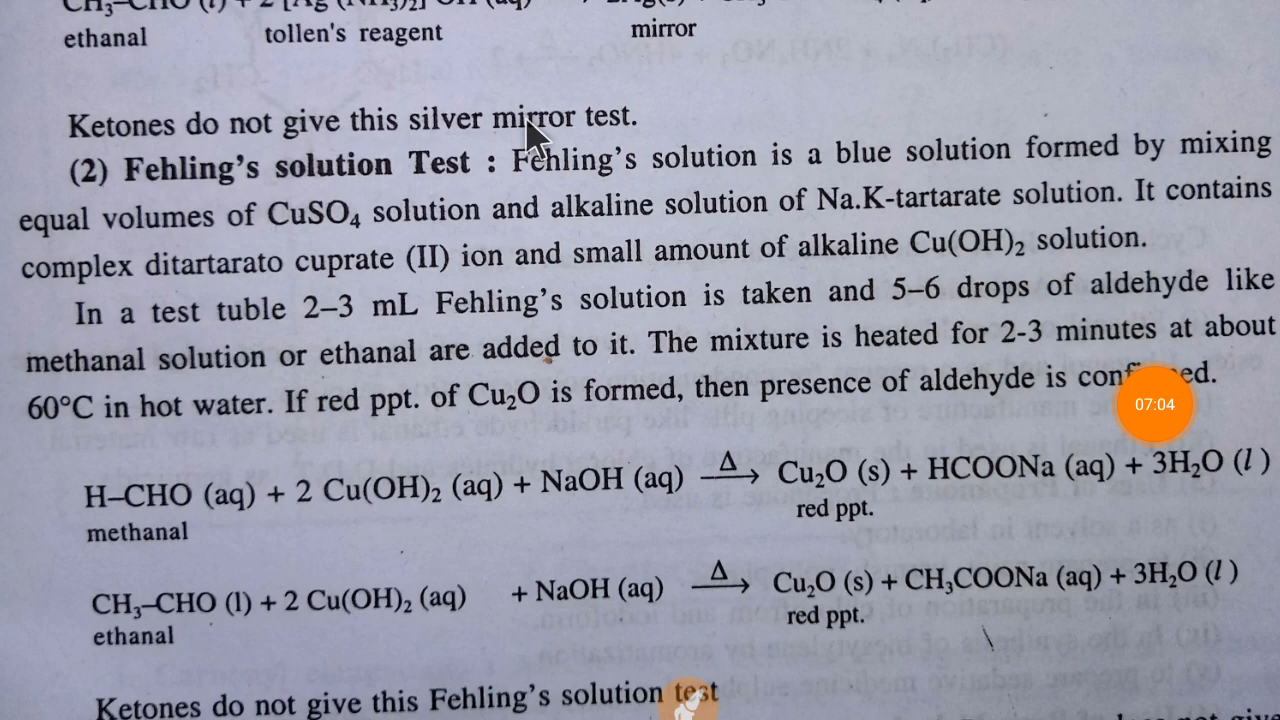 ethanal tollen's reagent mirror
Ketones do not give this silver mirror test.
(2) Fehling's solution Test : Fehling's solution is a blue solution formed by mixing
equal volumes of CuSO₄ solution and alkaline solution of Na.K-tartarate solution. It contains
complex ditartarato cuprate (II) ion and small amount of alkaline Cu(OH)₂ solution.
In a test tuble 2–3 mL Fehling's solution is taken and 5–6 drops of aldehyde like
methanal solution or ethanal are added to it. The mixture is heated for 2-3 minutes at about
60°C in hot water. If red ppt. of Cu₂O is formed, then presence of aldehyde is
07:04
H–CHO (aq) + 2 Cu(OH)₂ (aq) + NaOH (aq) —Δ→ Cu₂O (s) + HCOONa (aq) + 3H₂O (l)
methanal red ppt.
CH₃–CHO (l) + 2 Cu(OH)₂ (aq) + NaOH (aq) —Δ→ Cu₂O (s) + CH₃COONa (aq) + 3H₂O (l)
ethanal red ppt.
Ketones do not give this Fehling's solution test